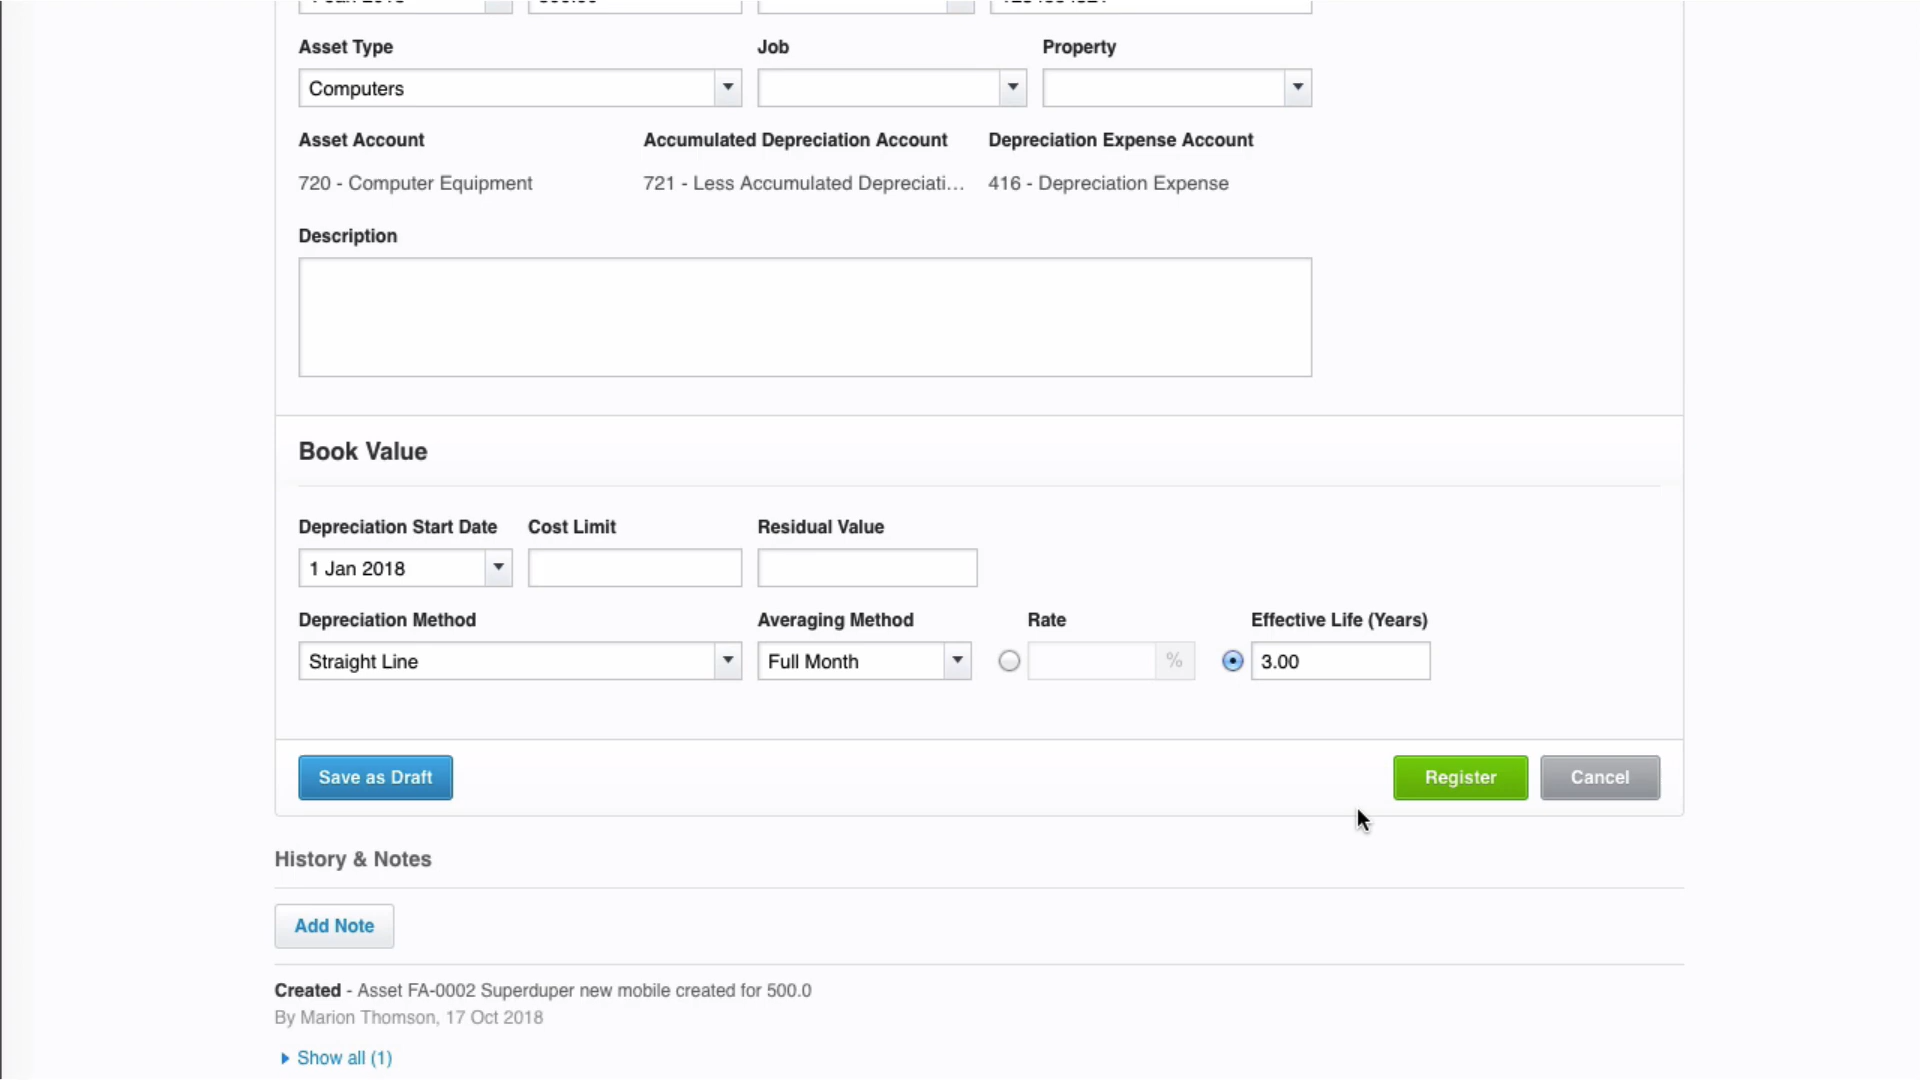 Asset Type Job Property
Computers
Asset Account Accumulated Depreciation Account Depreciation Expense Account
720 - Computer Equipment 721 - Less Accumulated Depreciati... 416 - Depreciation Expense
Description
Book Value
Depreciation Start Date Cost Limit Residual Value
1 Jan 2018
Depreciation Method Averaging Method Rate Effective Life (Years)
Straight Line Full Month % 3.00
Save as Draft Register Cancel
History & Notes
Add Note
Created - Asset FA-0002 Superduper new mobile created for 500.0
By Marion Thomson, 17 Oct 2018
Show all (1)